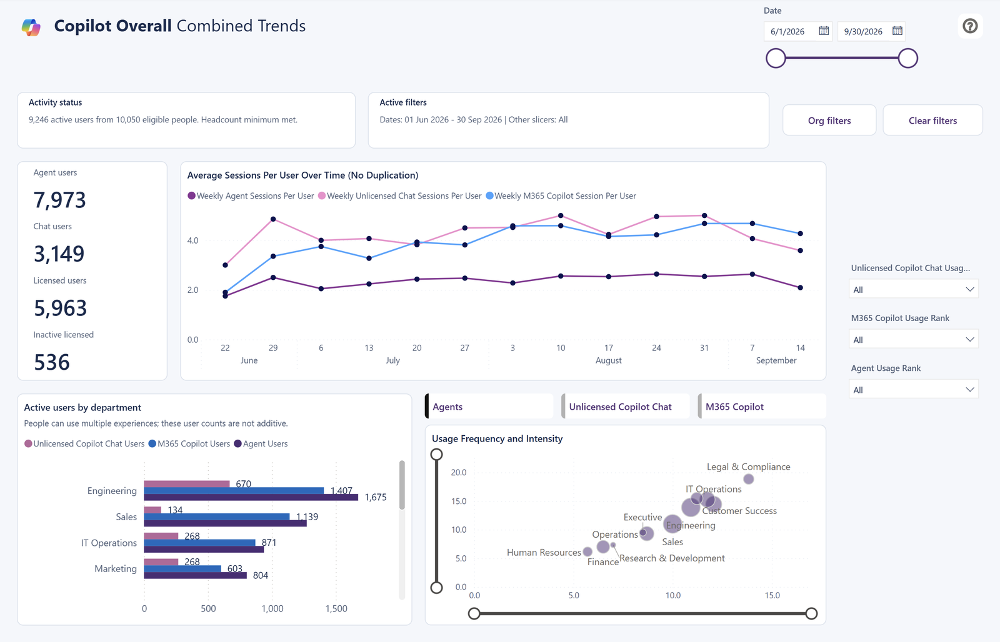 Copilot Overall Combined Trends
Date
6/1/2026
9/30/2026
?
Activity status
9,246 active users from 10,050 eligible people. Headcount minimum met.
Active filters
Dates: 01 Jun 2026 - 30 Sep 2026 | Other slicers: All
Org filters
Clear filters
Agent users
7,973
Chat users
3,149
Licensed users
5,963
Inactive licensed
536
Average Sessions Per User Over Time (No Duplication)
Weekly Agent Sessions Per User
Weekly Unlicensed Chat Sessions Per User
Weekly M365 Copilot Session Per User
4.0
2.0
0.0
22 29 6 13 20 27 3 10 17 24 31 7 14
June July August September
Unlicensed Copilot Chat Usag...
All
M365 Copilot Usage Rank
All
Agent Usage Rank
All
Active users by department
People can use multiple experiences; these user counts are not additive.
Unlicensed Copilot Chat Users
M365 Copilot Users
Agent Users
Engineering
670
1,407
1,675
Sales
134
1,139
IT Operations
268
871
Marketing
268
603
804
0 500 1,000 1,500
Agents
Unlicensed Copilot Chat
M365 Copilot
Usage Frequency and Intensity
20.0
15.0
10.0
5.0
0.0
Legal & Compliance
IT Operations
Customer Success
Executive
Engineering
Operations
Sales
Human Resources
Research & Development
Finance
0.0 5.0 10.0 15.0